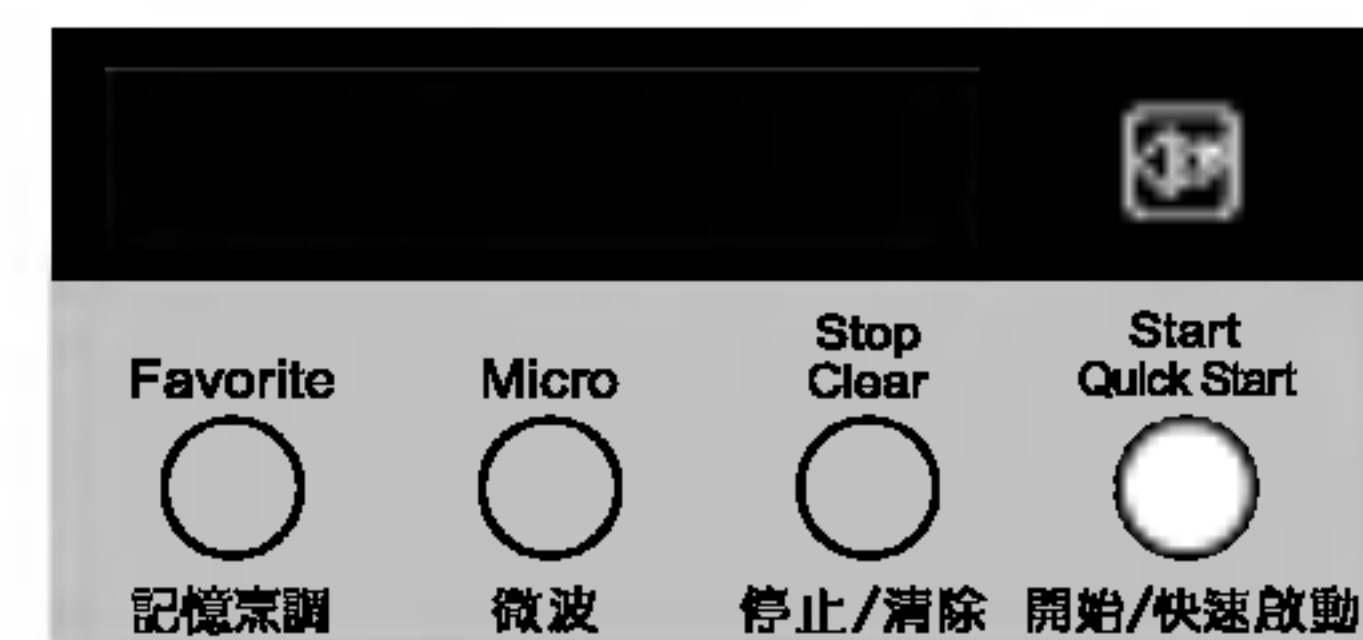 Favorite
Micro
Stop
Clear
Start
Quick Start
記憶烹調
微波
停止/清除
開始/快速啟動